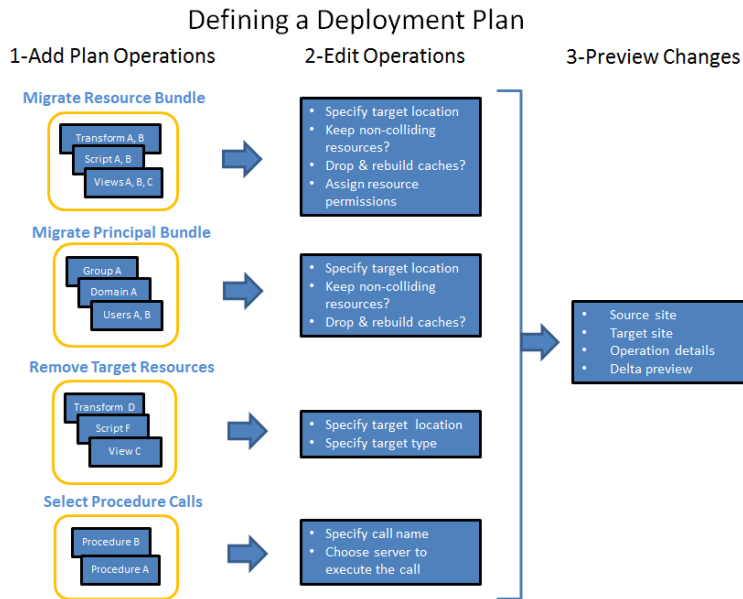 Defining a Deployment Plan
1-Add Plan Operations
2-Edit Operations
3-Preview Changes
Migrate Resource Bundle
Transform A, B
Script A, B
Views A, B, C
• Specify target location
• Keep non-colliding
resources?
• Drop & rebuild caches?
• Assign resource
permissions
Migrate Principal Bundle
Group A
Domain A
Users A, B
• Specify target location
• Keep non-colliding
resources?
• Drop & rebuild caches?
• Source site
• Target site
• Operation details
• Delta preview
Remove Target Resources
Transform D
Script F
View C
• Specify target location
• Specify target type
Select Procedure Calls
Procedure B
Procedure A
• Specify call name
• Choose server to
execute the call